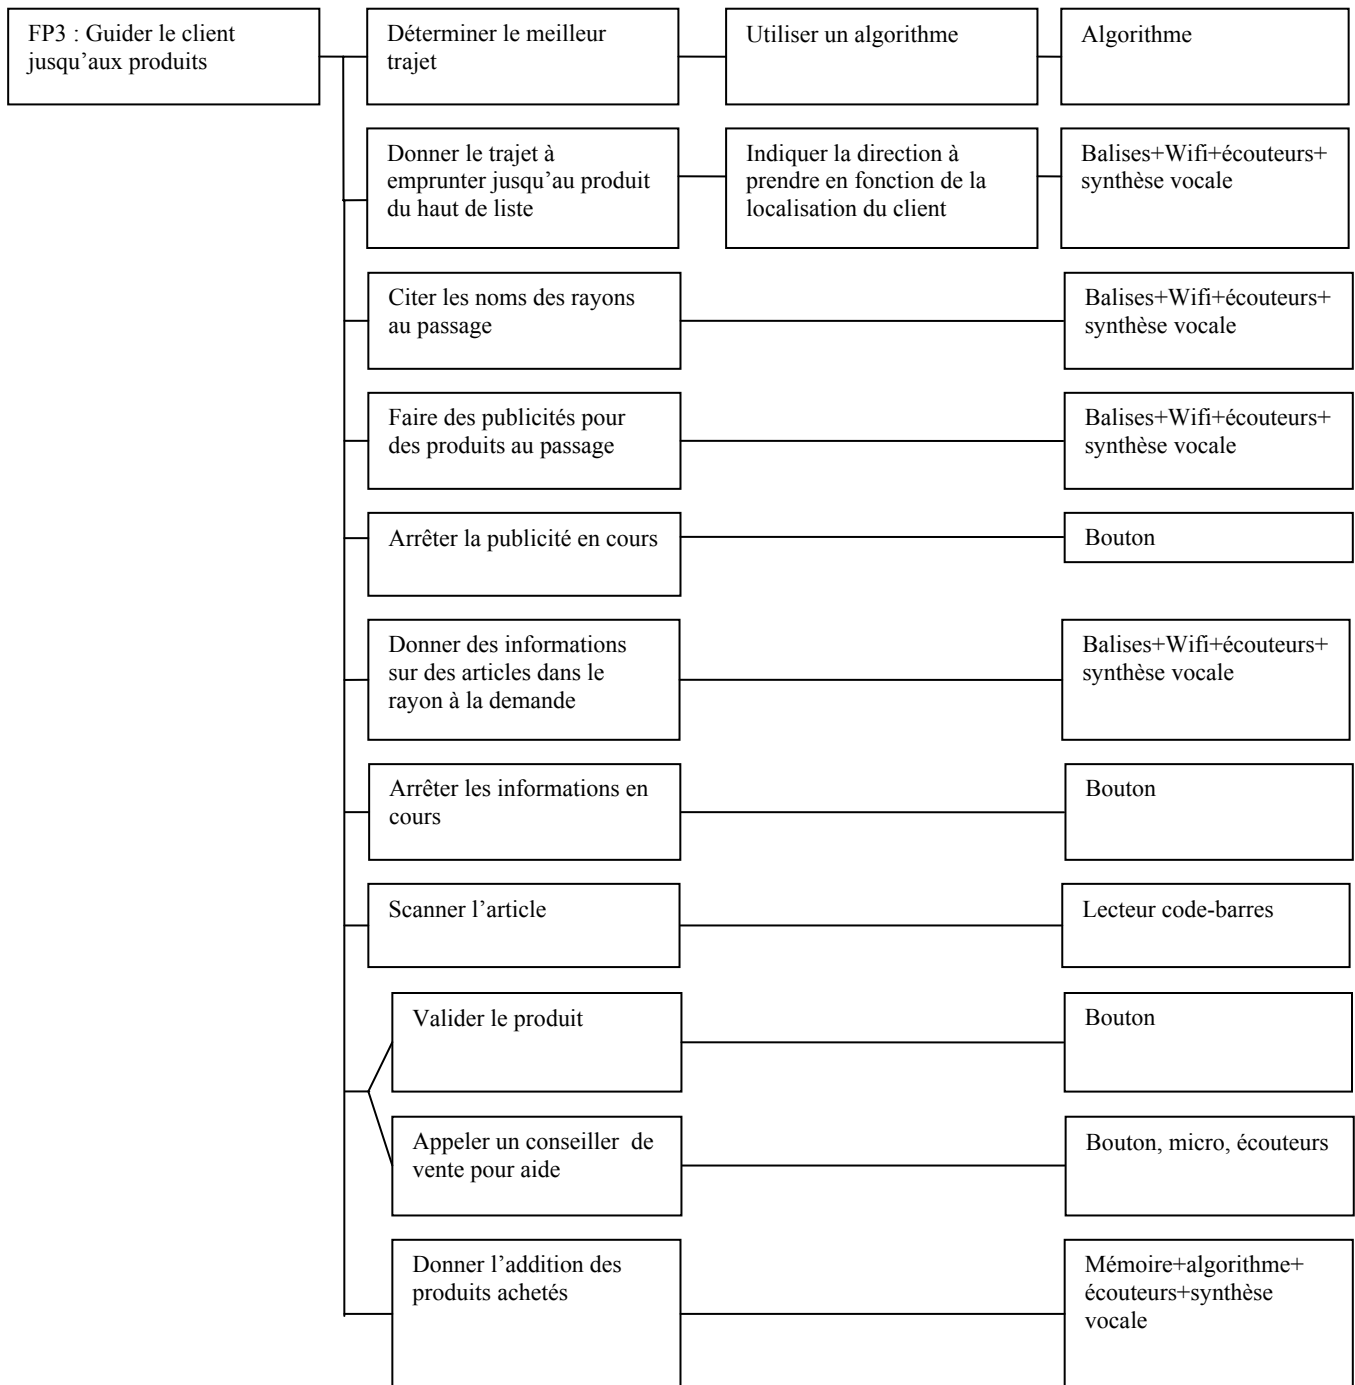 FP3 : Guider le client
jusqu’aux produits
Déterminer le meilleur
trajet
Utiliser un algorithme
Algorithme
Donner le trajet à
emprunter jusqu’au produit
du haut de liste
Indiquer la direction à
prendre en fonction de la
localisation du client
Balises+Wifi+écouteurs+
synthèse vocale
Citer les noms des rayons
au passage
Balises+Wifi+écouteurs+
synthèse vocale
Faire des publicités pour
des produits au passage
Balises+Wifi+écouteurs+
synthèse vocale
Arrêter la publicité en cours
Bouton
Donner des informations
sur des articles dans le
rayon à la demande
Balises+Wifi+écouteurs+
synthèse vocale
Arrêter les informations en
cours
Bouton
Scanner l’article
Lecteur code-barres
Valider le produit
Bouton
Appeler un conseiller de
vente pour aide
Bouton, micro, écouteurs
Donner l’addition des
produits achetés
Mémoire+algorithme+
écouteurs+synthèse
vocale